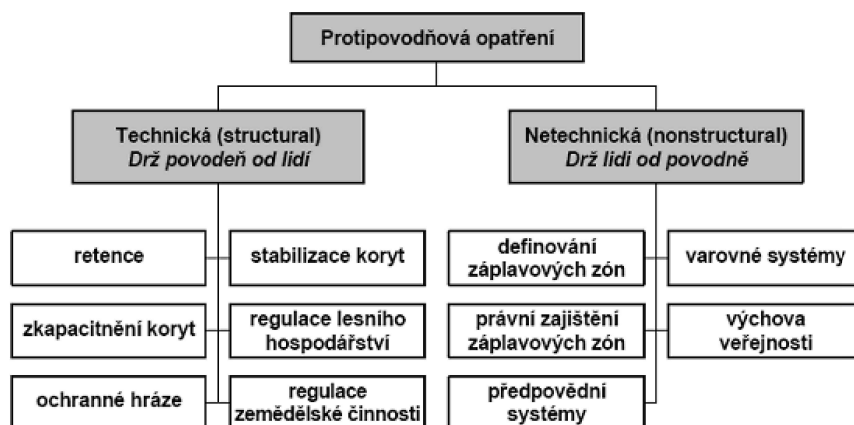 Protipovodňová opatření
Technická (structural)
Drž povodeň od lidí
Netechnická (nonstructural)
Drž lidi od povodně
retence
stabilizace koryt
definování
záplavových zón
varovné systémy
zkapacitnění koryt
regulace lesního
hospodářství
právní zajištění
záplavových zón
výchova
veřejnosti
ochranné hráze
regulace
zemědělské činnosti
předpovědní
systémy